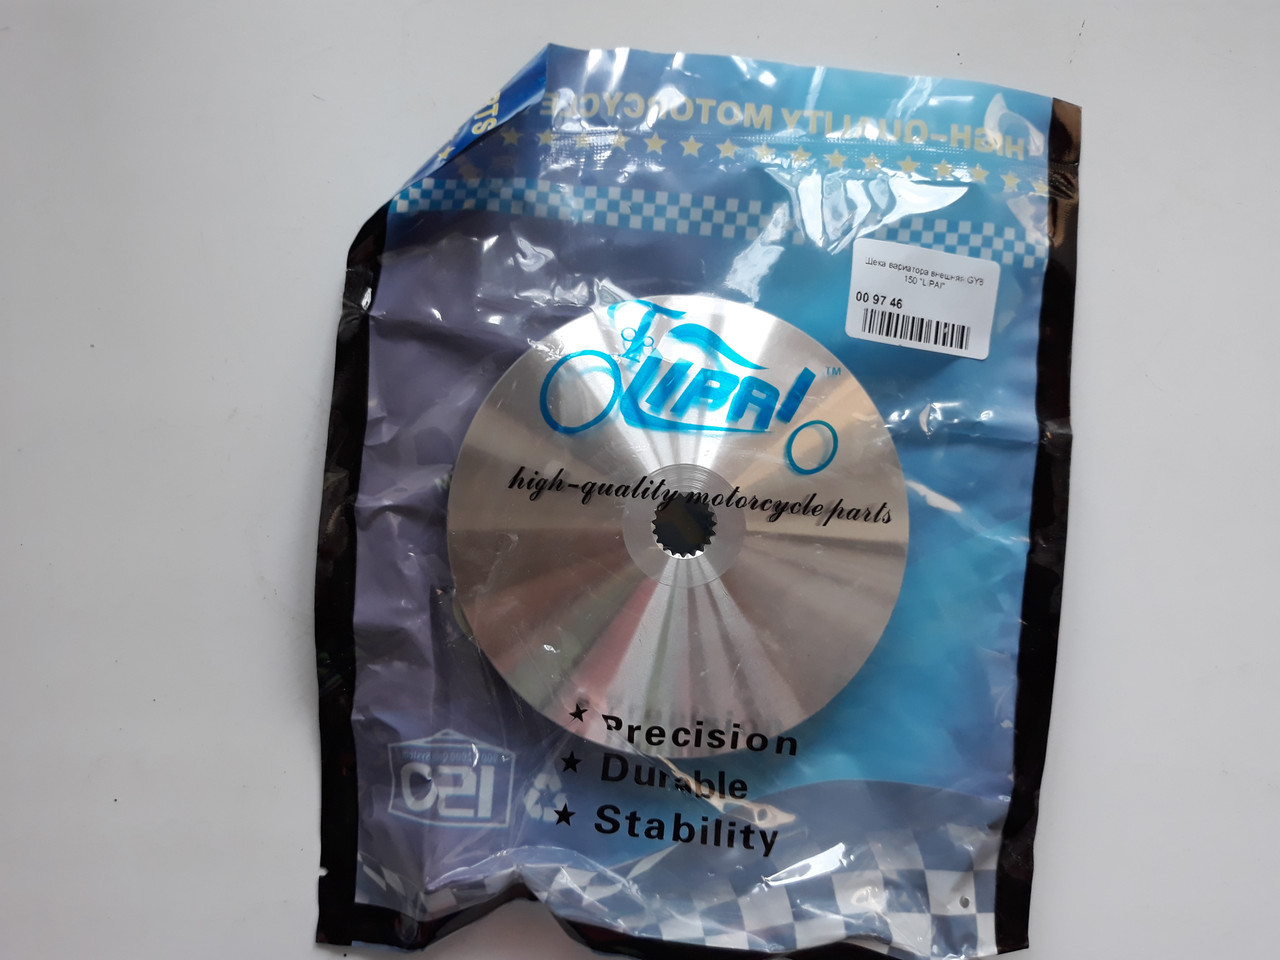 RTS
HIGH-QUALITY MOTORCYCLE
Щека вариатора внешняя GY6
150 "LIPAI"
00 97 46
LIPAI TM
high-quality motorcycle parts
★ Precision
★ Durable
★ Stability
ISO